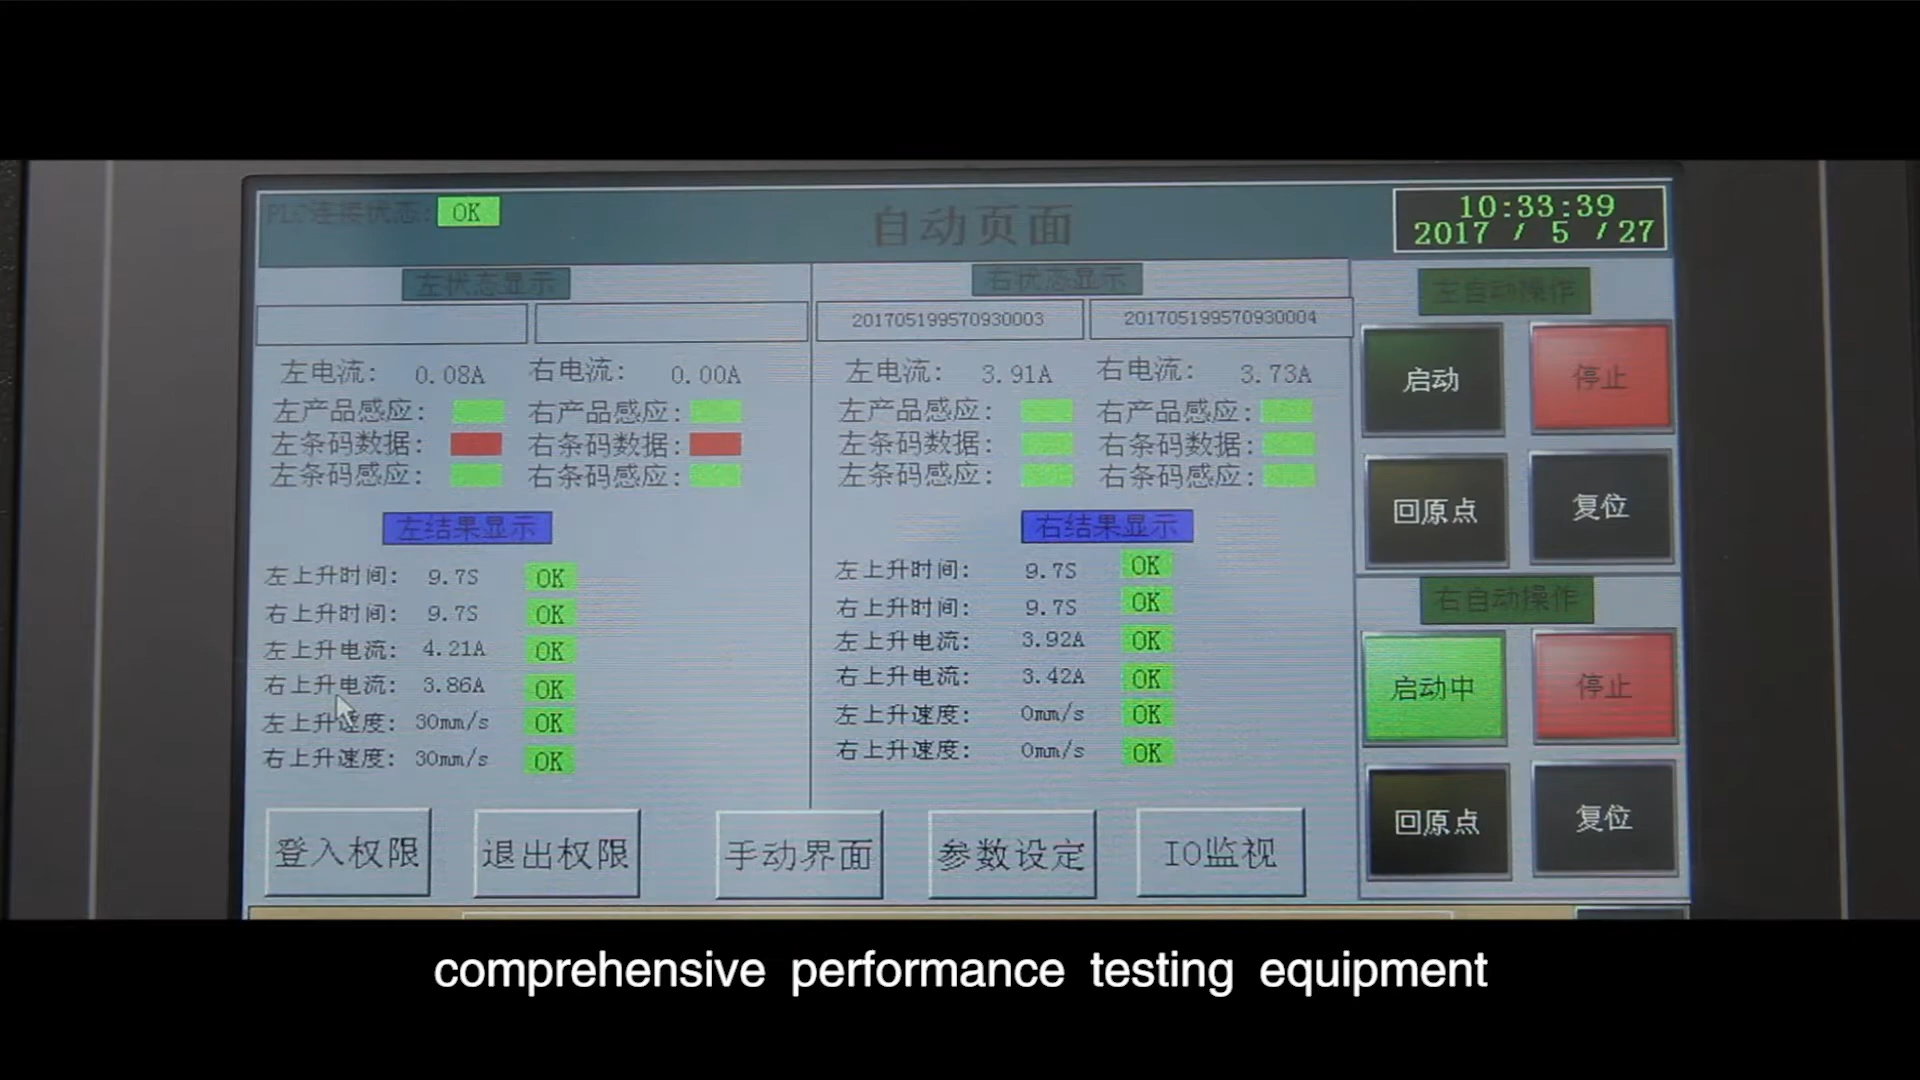 PLC连接状态: OK
自动页面
10:33:39
2017 / 5 /27
左状态显示
右状态显示
201705199570930003
201705199570930004
左电流: 0.08A 右电流: 0.00A
左产品感应: 右产品感应:
左条码数据: 右条码数据:
左条码感应: 右条码感应:
左电流: 3.91A 右电流: 3.73A
左产品感应: 右产品感应:
左条码数据: 右条码数据:
左条码感应: 右条码感应:
左结果显示
左上升时间: 9.7S OK
右上升时间: 9.7S OK
左上升电流: 4.21A OK
右上升电流: 3.86A OK
左上升速度: 30mm/s OK
右上升速度: 30mm/s OK
右结果显示
左上升时间: 9.7S OK
右上升时间: 9.7S OK
左上升电流: 3.92A OK
右上升电流: 3.42A OK
左上升速度: 0mm/s OK
右上升速度: 0mm/s OK
左自动操作
启动 停止
回原点 复位
右自动操作
启动中 停止
回原点 复位
登入权限 退出权限 手动界面 参数设定 IO监视
comprehensive performance testing equipment